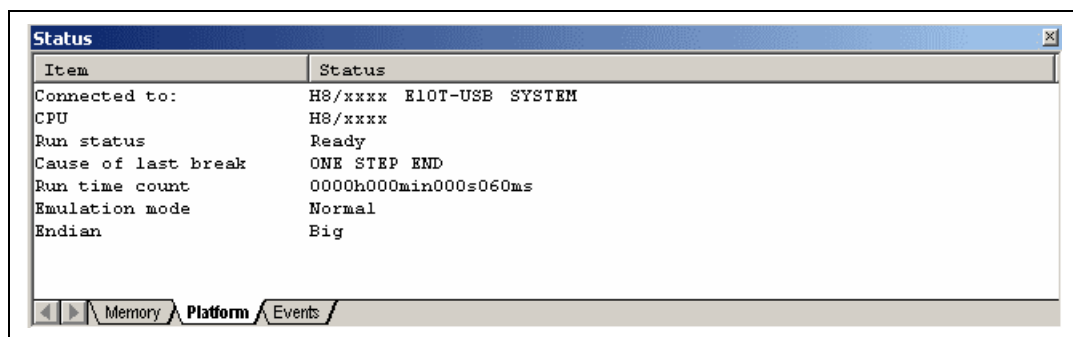 Status
Item Status
Connected to: H8/xxxx E10T-USB SYSTEM
CPU H8/xxxx
Run status Ready
Cause of last break ONE STEP END
Run time count 0000h000min000s060ms
Emulation mode Normal
Endian Big
Memory Platform Events